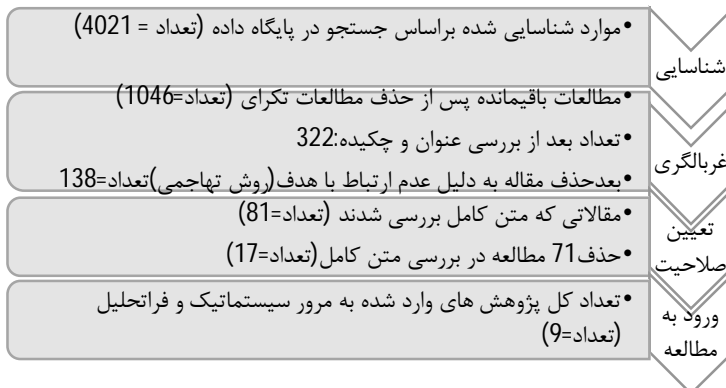 شناسایی
•موارد شناسایی شده براساس جستجو در پایگاه داده (تعداد = 4021)
غربالگری
•مطالعات باقیمانده پس از حذف مطالعات تکرای (تعداد=1046)
•تعداد بعد از بررسی عنوان و چکیده:322
•بعدحذف مقاله به دلیل عدم ارتباط با هدف(روش تهاجمی)تعداد=138
تعیین
صلاحیت
•مقالاتی که متن کامل بررسی شدند (تعداد=81)
•حذف71 مطالعه در بررسی متن کامل(تعداد=17)
ورود به
مطالعه
•تعداد کل پژوهش های وارد شده به مرور سیستماتیک و فراتحلیل
(تعداد=9)